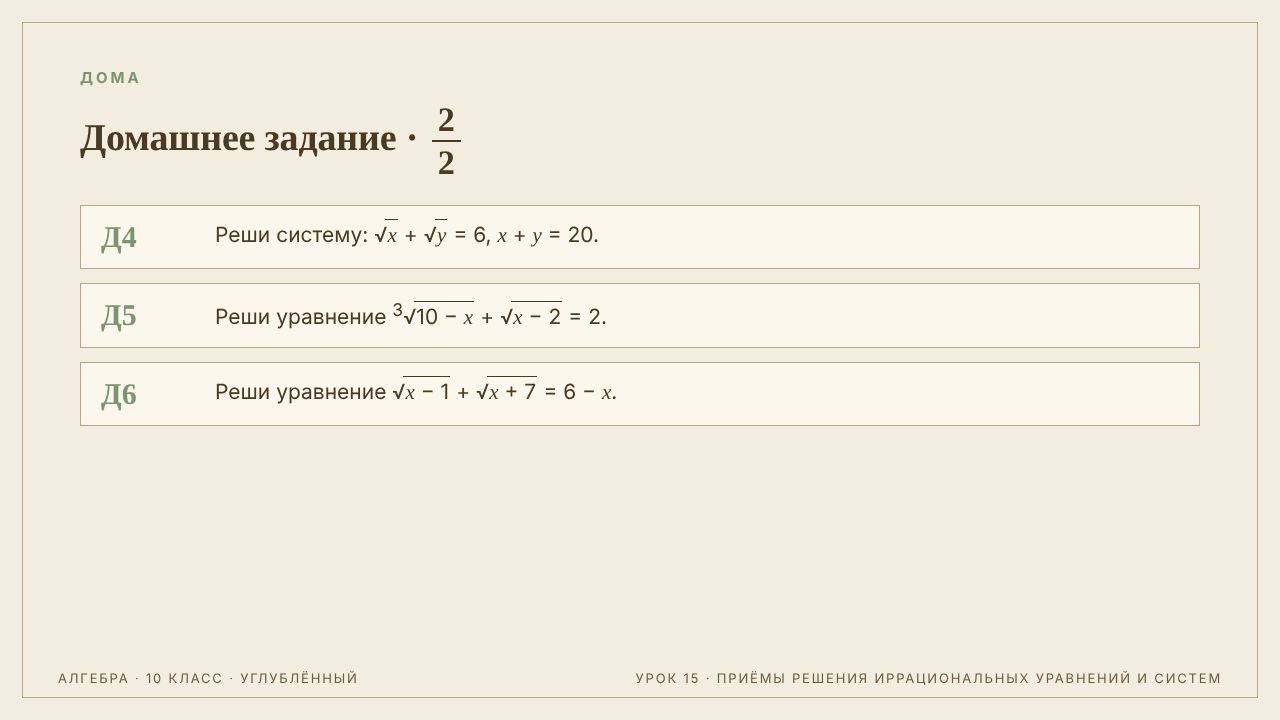 ДОМА
Домашнее задание · 2/2
Д4 Реши систему: √x + √y = 6, x + y = 20.
Д5 Реши уравнение ³√10 − x + √x − 2 = 2.
Д6 Реши уравнение √x − 1 + √x + 7 = 6 − x.
АЛГЕБРА · 10 КЛАСС · УГЛУБЛЁННЫЙ
УРОК 15 · ПРИЁМЫ РЕШЕНИЯ ИРРАЦИОНАЛЬНЫХ УРАВНЕНИЙ И СИСТЕМ